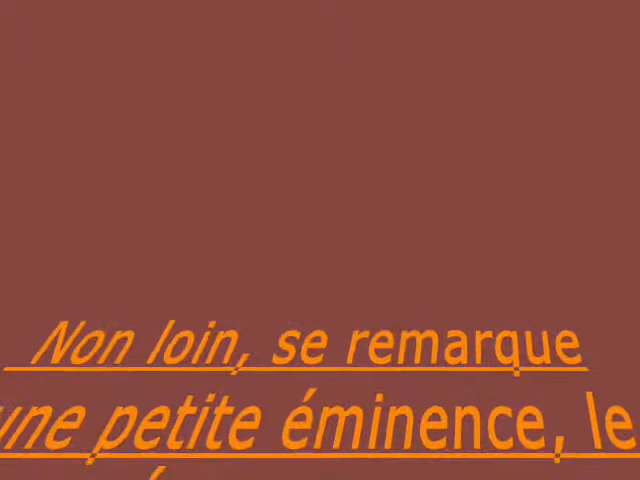 Non loin, se remarque
une petite éminence, le